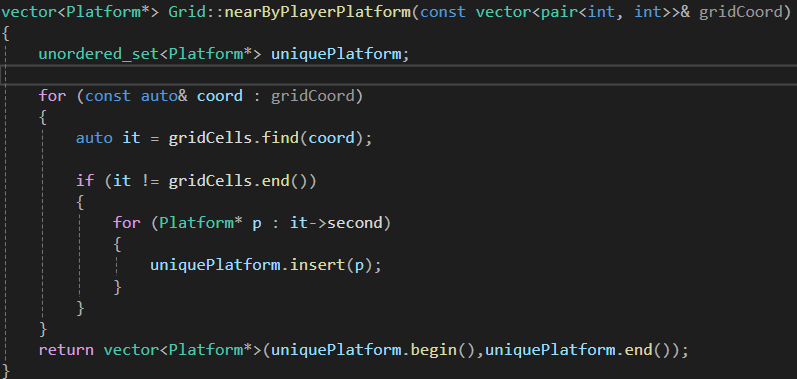 vector<Platform*> Grid::nearByPlayerPlatform(const vector<pair<int, int>>& gridCoord)
{
    unordered_set<Platform*> uniquePlatform;

    for (const auto& coord : gridCoord)
    {
        auto it = gridCells.find(coord);

        if (it != gridCells.end())
        {
            for (Platform* p : it->second)
            {
                uniquePlatform.insert(p);
            }
        }
    }
    return vector<Platform*>(uniquePlatform.begin(),uniquePlatform.end());
}